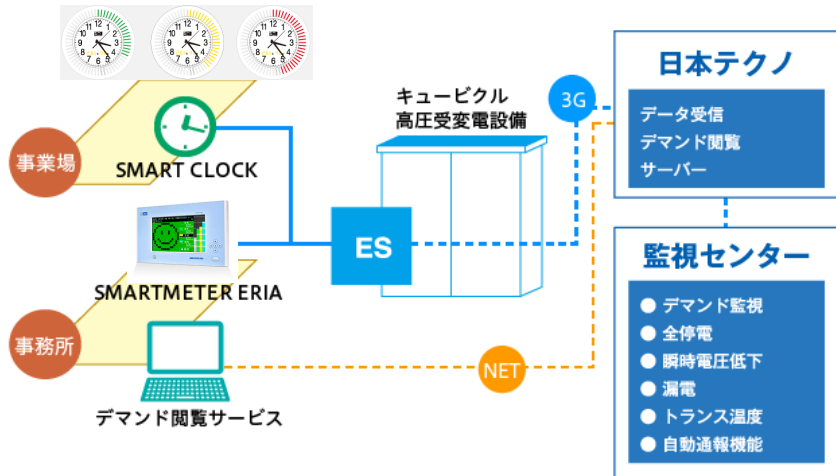 事業場
SMART CLOCK
SMARTMETER ERIA
事務所
デマンド閲覧サービス
キュービクル
高圧受変電設備
ES
3G
NET
日本テクノ
データ受信
デマンド閲覧
サーバー
監視センター
● デマンド監視
● 全停電
● 瞬時電圧低下
● 漏電
● トランス温度
● 自動通報機能